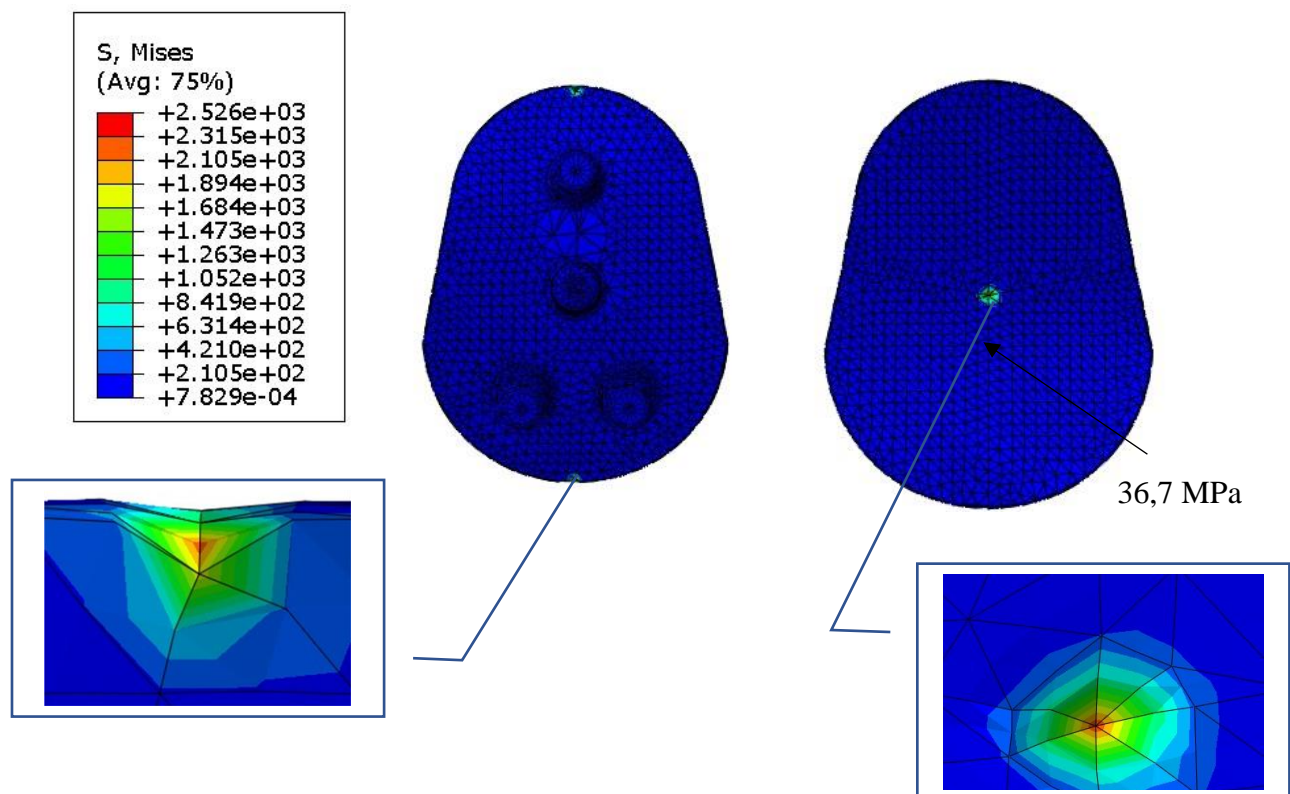 S, Mises
(Avg: 75%)
+2.526e+03
+2.315e+03
+2.105e+03
+1.894e+03
+1.684e+03
+1.473e+03
+1.263e+03
+1.052e+03
+8.419e+02
+6.314e+02
+4.210e+02
+2.105e+02
+7.829e-04
36,7 MPa